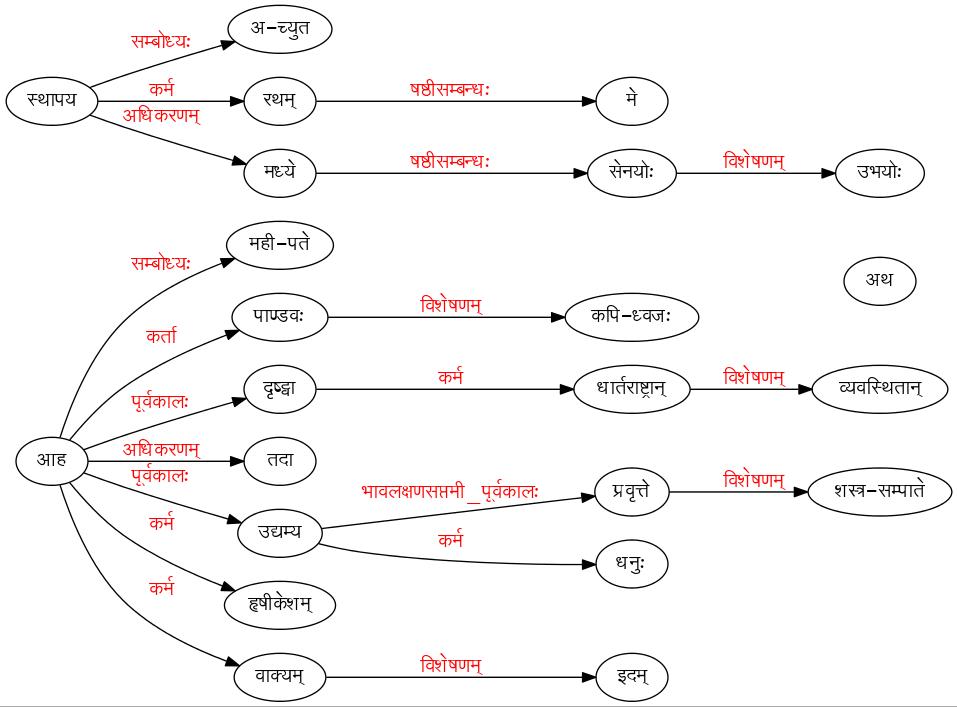 सम्बोध्यः अ-च्युत
स्थापय कर्म रथम् षष्ठीसम्बन्धः मे
अधिकरणम् मध्ये षष्ठीसम्बन्धः सेनयोः विशेषणम् उभयोः
सम्बोध्यः मही-पते
अथ
कर्ता पाण्डवः विशेषणम् कपि-ध्वजः
पूर्वकालः दृष्ट्वा कर्म धार्तराष्ट्रान् विशेषणम् व्यवस्थितान्
आह अधिकरणम् तदा
पूर्वकालः उद्यम्य भावलक्षणसप्तमी_पूर्वकालः प्रवृत्ते विशेषणम् शस्त्र-सम्पाते
कर्म धनुः
कर्म हृषीकेशम्
कर्म वाक्यम् विशेषणम् इदम्